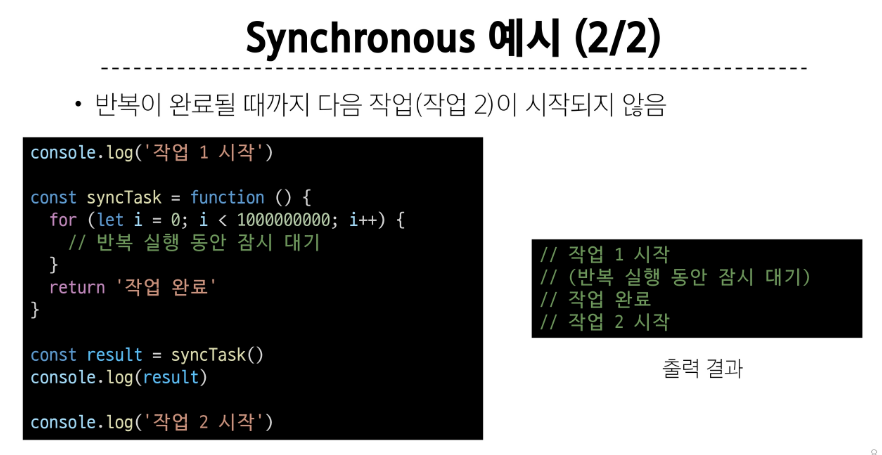 Synchronous 예시 (2/2)
• 반복이 완료될 때까지 다음 작업(작업 2)이 시작되지 않음
console.log('작업 1 시작')
const syncTask = function () {
  for (let i = 0; i < 1000000000; i++) {
    // 반복 실행 동안 잠시 대기
  }
  return '작업 완료'
}
const result = syncTask()
console.log(result)
console.log('작업 2 시작')
// 작업 1 시작
// (반복 실행 동안 잠시 대기)
// 작업 완료
// 작업 2 시작
출력 결과